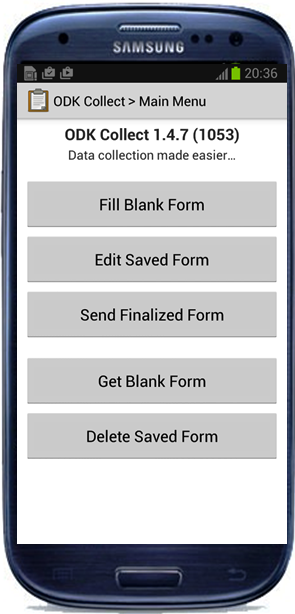 SAMSUNG
20:36
ODK Collect > Main Menu
ODK Collect 1.4.7 (1053)
Data collection made easier...
Fill Blank Form
Edit Saved Form
Send Finalized Form
Get Blank Form
Delete Saved Form